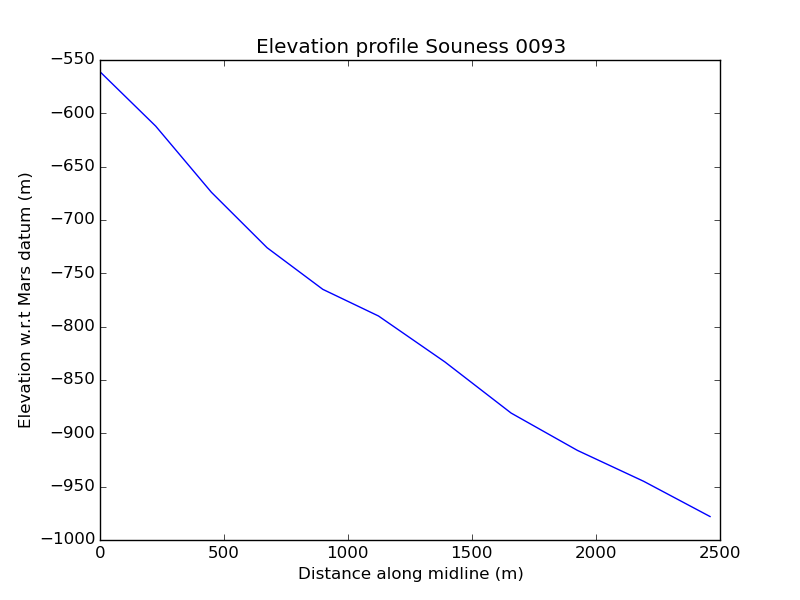 Elevation profile Souness 0093
−550
−600
−650
−700
−750
−800
−850
−900
−950
−1000
Elevation w.r.t Mars datum (m)
0 500 1000 1500 2000 2500
Distance along midline (m)